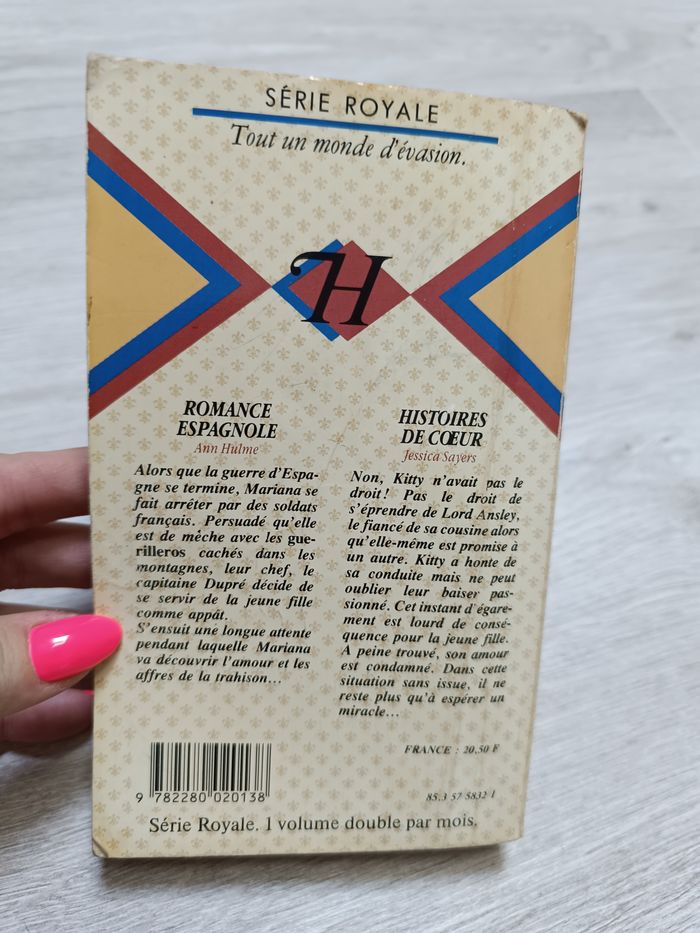 SÉRIE ROYALE
Tout un monde d'évasion.
H
ROMANCE
ESPAGNOLE
Ann Hulme
Alors que la guerre d'Espa-
gne se termine, Mariana se
fait arrêter par des soldats
français. Persuadé qu'elle
est de mèche avec les gue-
rilleros cachés dans les
montagnes, leur chef, le
capitaine Dupré décide de
se servir de la jeune fille
comme appât.
S'ensuit une longue attente
pendant laquelle Mariana
va découvrir l'amour et les
affres de la trahison...
HISTOIRES
DE CŒUR
Jessica Sayers
Non, Kitty n'avait pas le
droit ! Pas le droit de
s'éprendre de Lord Ansley,
le fiancé de sa cousine alors
qu'elle-même est promise à
un autre. Kitty a honte de
sa conduite mais ne peut
oublier leur baiser pas-
sionné. Cet instant d'égare-
ment est lourd de consé-
quence pour la jeune fille.
A peine trouvé, son amour
est condamné. Dans cette
situation sans issue, il ne
reste plus qu'à espérer un
miracle...
FRANCE : 20,50 F
9 782280 020138
85.3 57 5832 1
Série Royale. 1 volume double par mois.